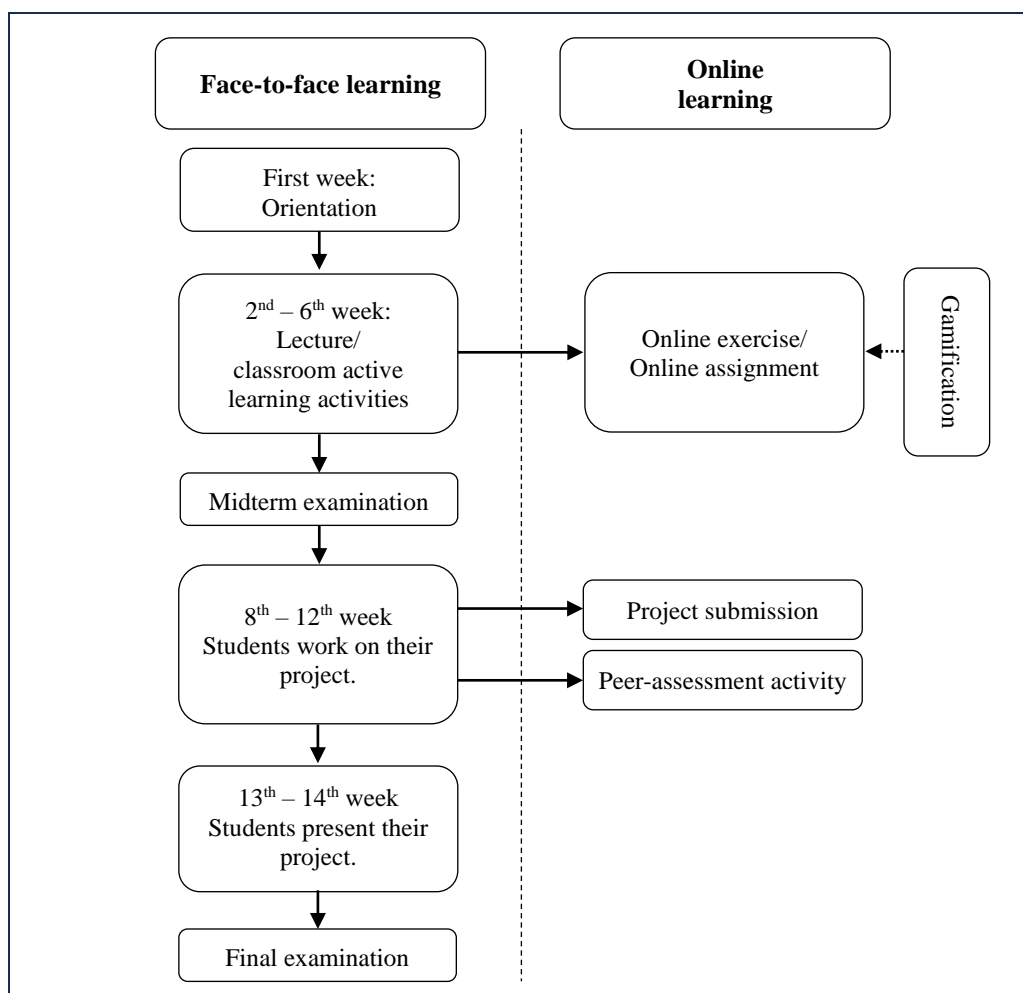 Face-to-face learning
Online
learning
First week:
Orientation
2nd – 6th week:
Lecture/
classroom active
learning activities
Online exercise/
Online assignment
Gamification
Midterm examination
8th – 12th week
Students work on their
project.
Project submission
Peer-assessment activity
13th – 14th week
Students present their
project.
Final examination